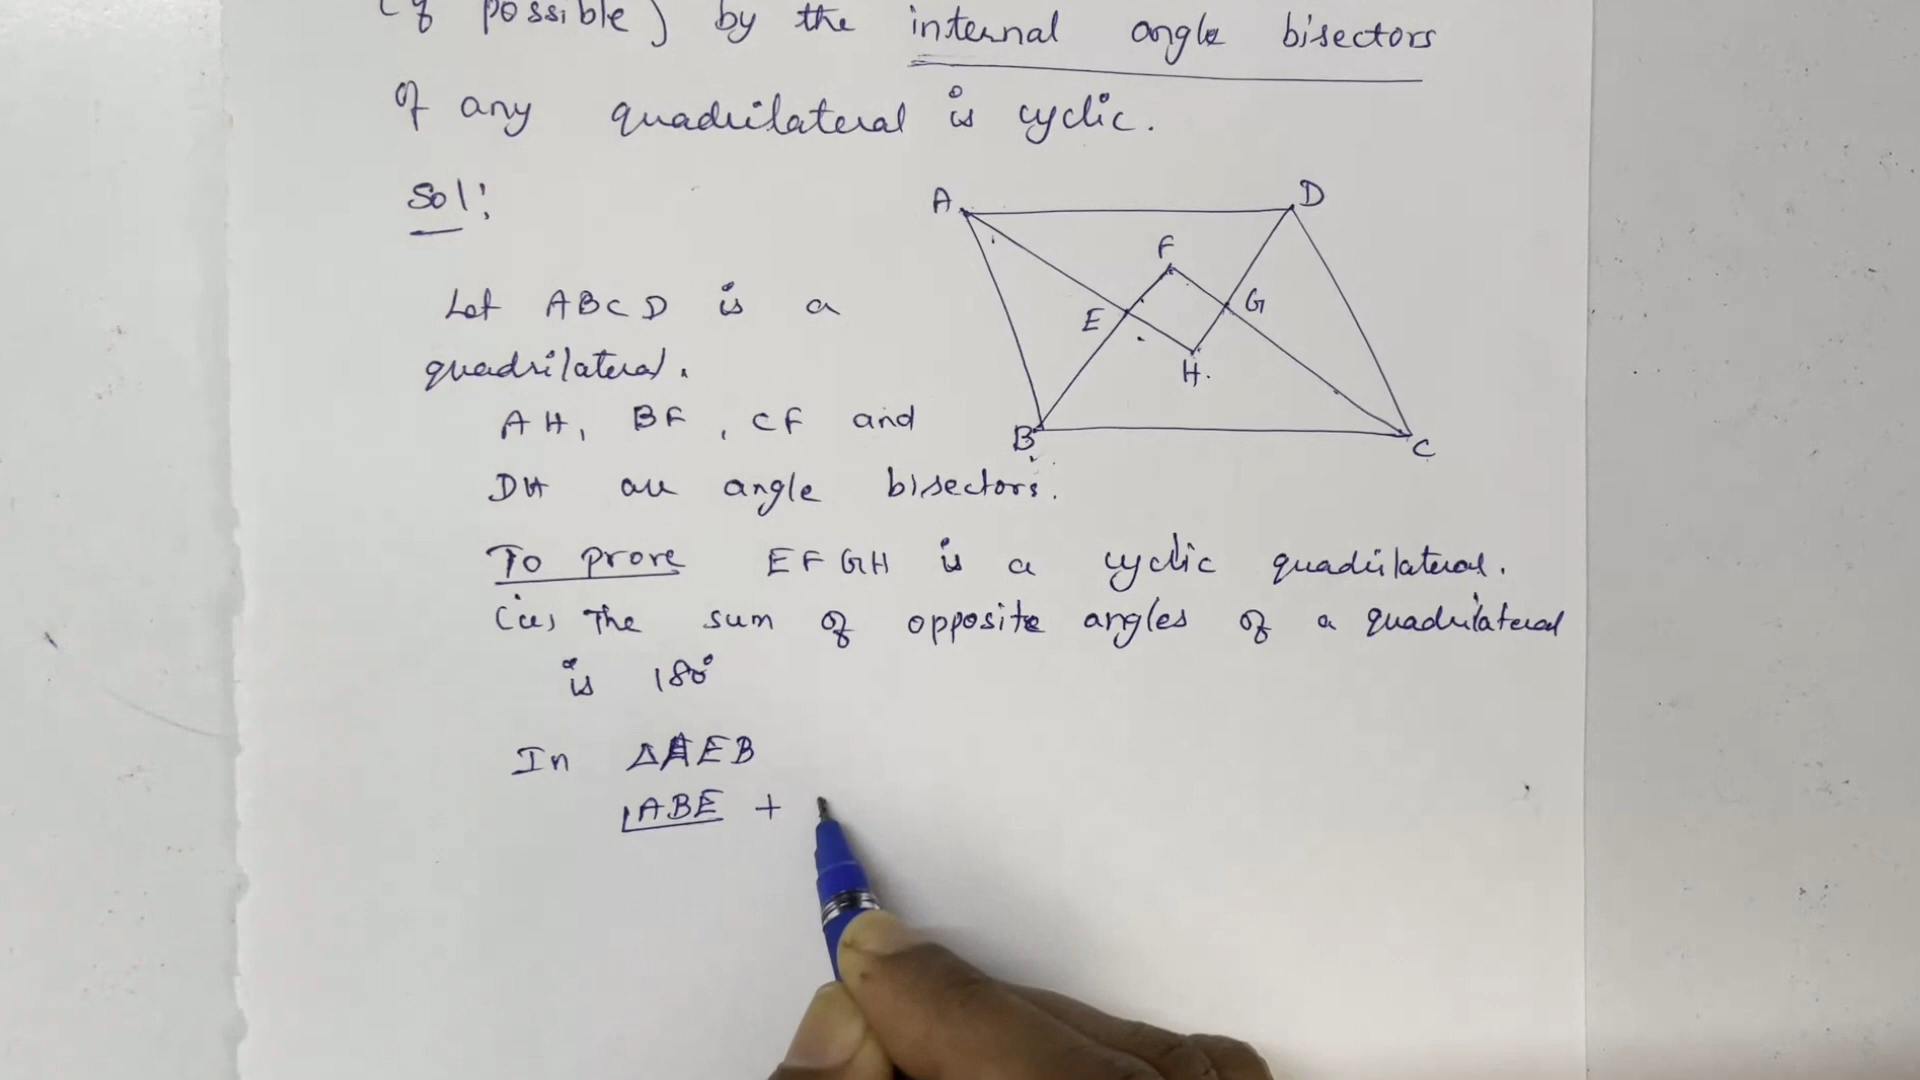 (if possible) by the internal angle bisectors
of any quadrilateral is cyclic.
Sol:
A
D
F
E
G
H.
B
C
Let ABCD is a
quadrilateral.
AH, BF, CF and
DH are angle bisectors.
To prove EFGH is a cyclic quadrilateral.
(ie) The sum of opposite angles of a quadrilateral
is 180°
In ΔAEB
∠ABE +